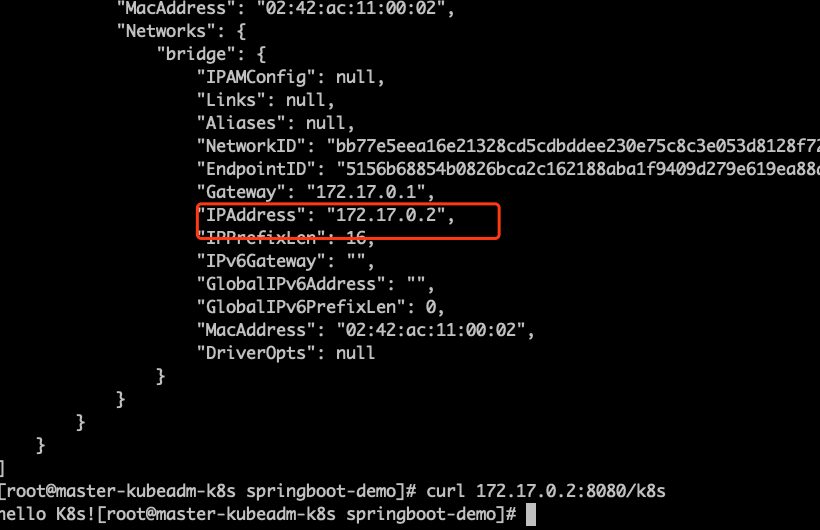 "MacAddress": "02:42:ac:11:00:02",
"Networks": {
"bridge": {
"IPAMConfig": null,
"Links": null,
"Aliases": null,
"NetworkID": "bb77e5eea16e21328cd5cdbddee230e75c8c3e053d8128f72
"EndpointID": "5156b68854b0826bca2c162188aba1f9409d279e619ea88
"Gateway": "172.17.0.1",
"IPAddress": "172.17.0.2",
"IPPrefixLen": 16,
"IPv6Gateway": "",
"GlobalIPv6Address": "",
"GlobalIPv6PrefixLen": 0,
"MacAddress": "02:42:ac:11:00:02",
"DriverOpts": null
}
}
}
}
]
[root@master-kubeadm-k8s springboot-demo]# curl 172.17.0.2:8080/k8s
hello K8s![root@master-kubeadm-k8s springboot-demo]#